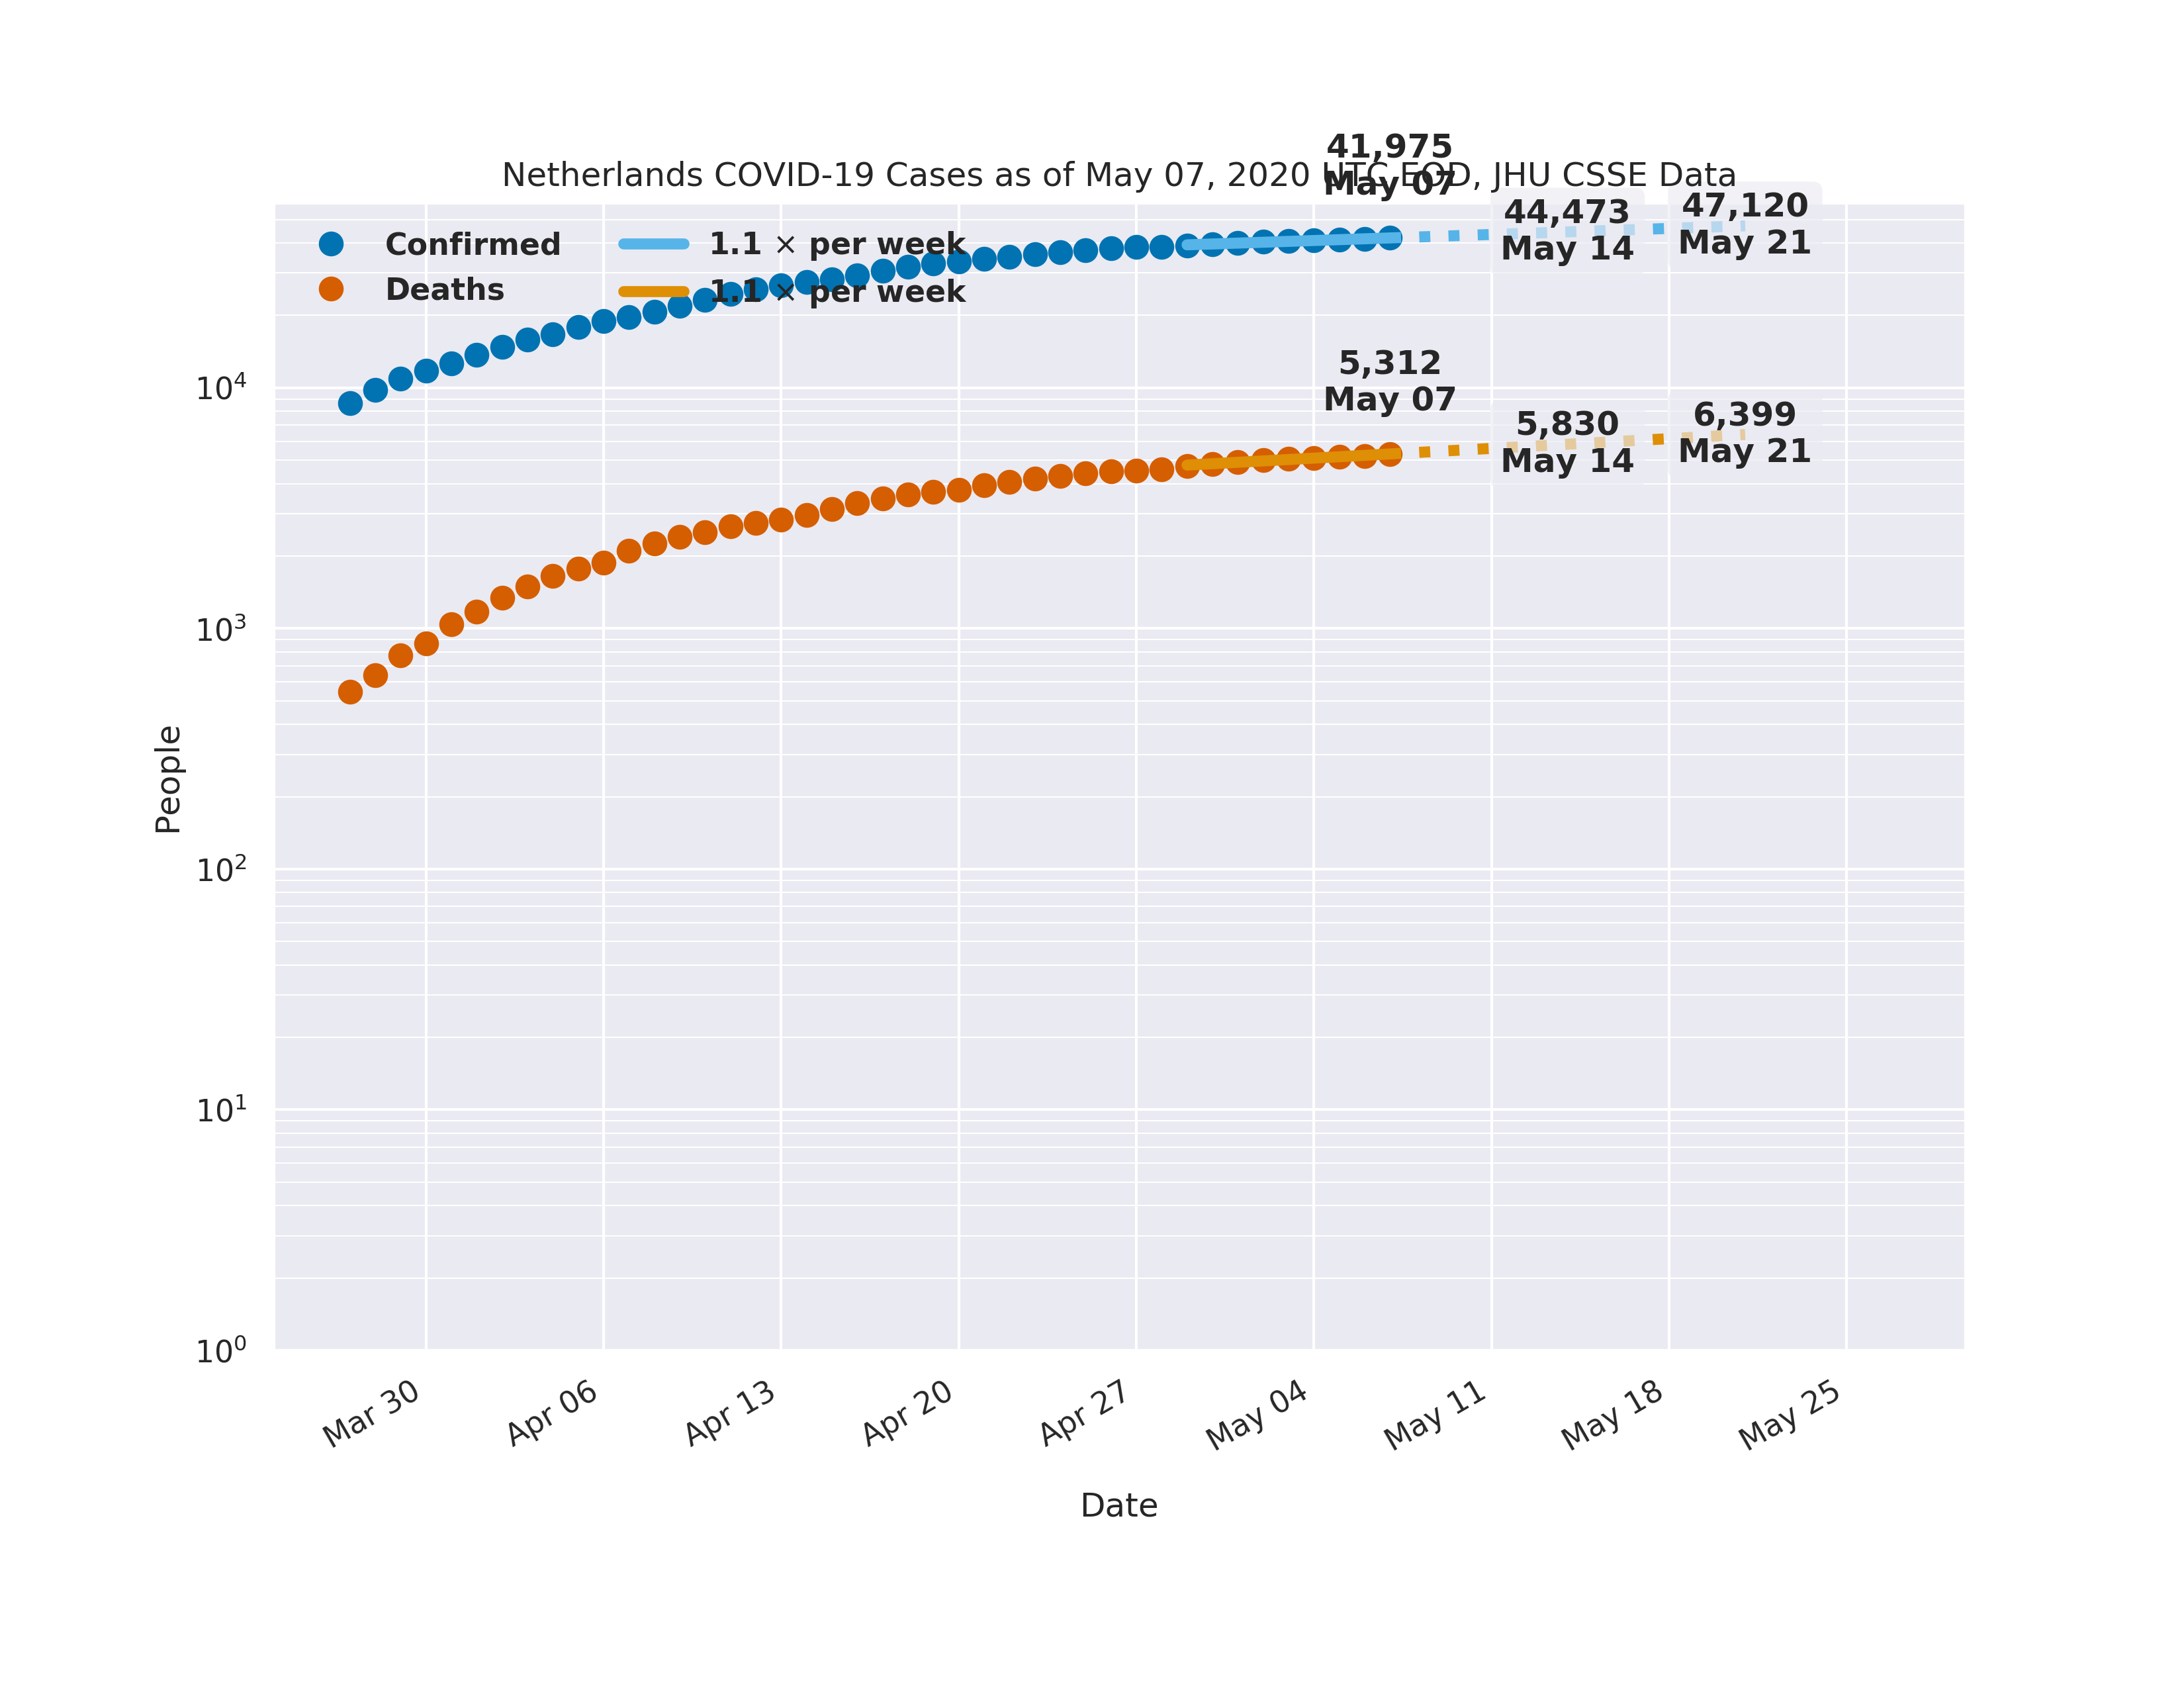 41,975
May 07
Netherlands COVID-19 Cases as of May 07, 2020 UTC EOD, JHU CSSE Data
44,473
May 14
47,120
May 21
Confirmed
Deaths
1.1 × per week
1.1 × per week
5,312
May 07
5,830
May 14
6,399
May 21
People
10⁴
10³
10²
10¹
10⁰
Mar 30
Apr 06
Apr 13
Apr 20
Apr 27
May 04
May 11
May 18
May 25
Date